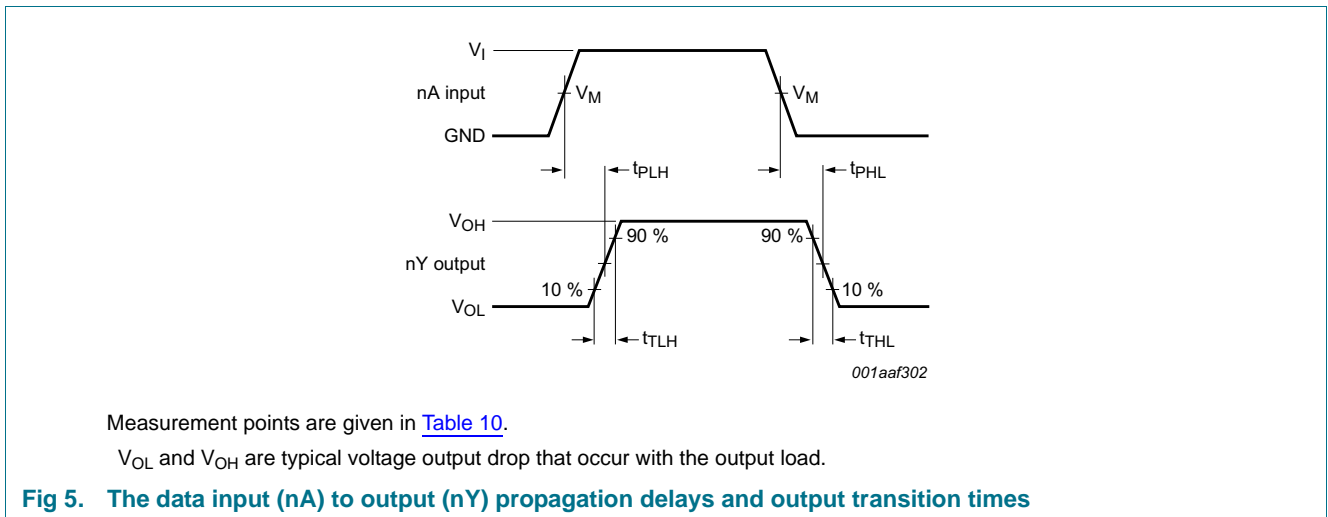 VI
nA input
VM
VM
GND
tPLH
tPHL
VOH
90 %
90 %
nY output
10 %
10 %
VOL
tTLH
tTHL
001aaf302
Measurement points are given in Table 10.
VOL and VOH are typical voltage output drop that occur with the output load.
Fig 5. The data input (nA) to output (nY) propagation delays and output transition times